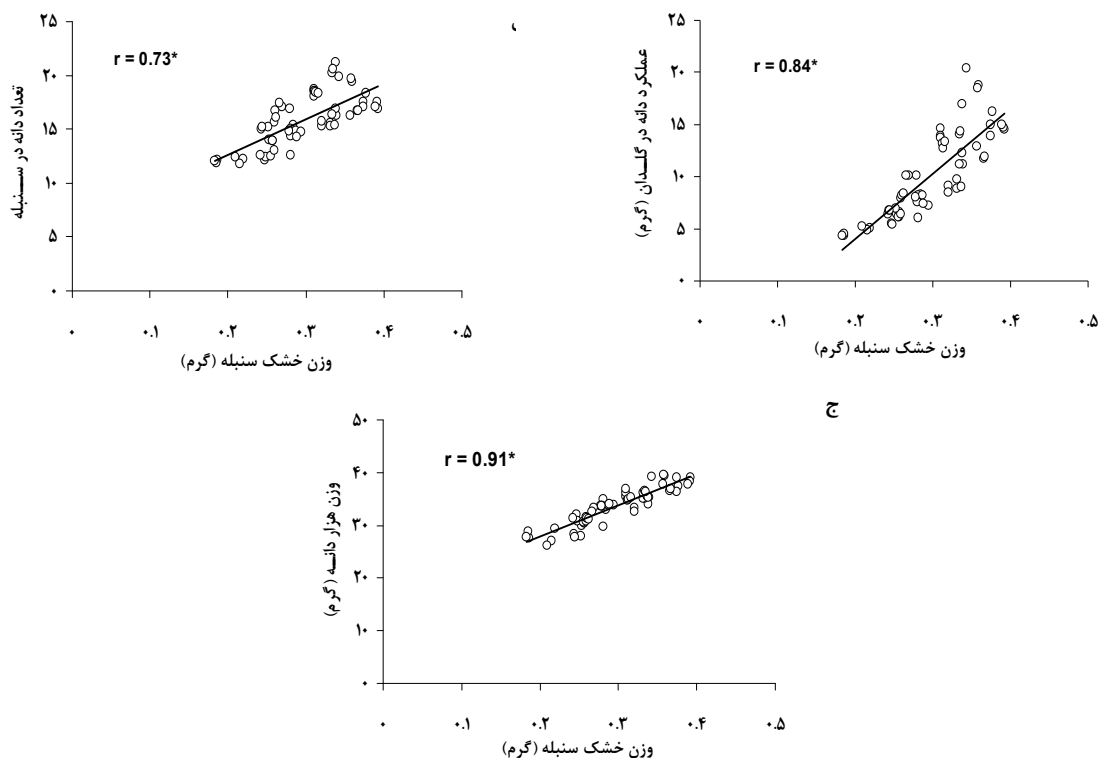 عملکرد دانه در گلـدان (گرم)
r = 0.84*
۲۵
۲۰
۱۵
۱۰
۵
۰
۰ ۰.۱ ۰.۲ ۰.۳ ۰.۴ ۰.۵
وزن خشک سنبله (گرم)
تعداد دانه در سـنبله
r = 0.73*
۲۵
۲۰
۱۵
۱۰
۵
۰
۰ ۰.۱ ۰.۲ ۰.۳ ۰.۴ ۰.۵
وزن خشک سنبله (گرم)
ج
وزن هزار دانـه (گرم)
r = 0.91*
۵۰
۴۰
۳۰
۲۰
۱۰
۰
۰ ۰.۱ ۰.۲ ۰.۳ ۰.۴ ۰.۵
وزن خشک سنبله (گرم)